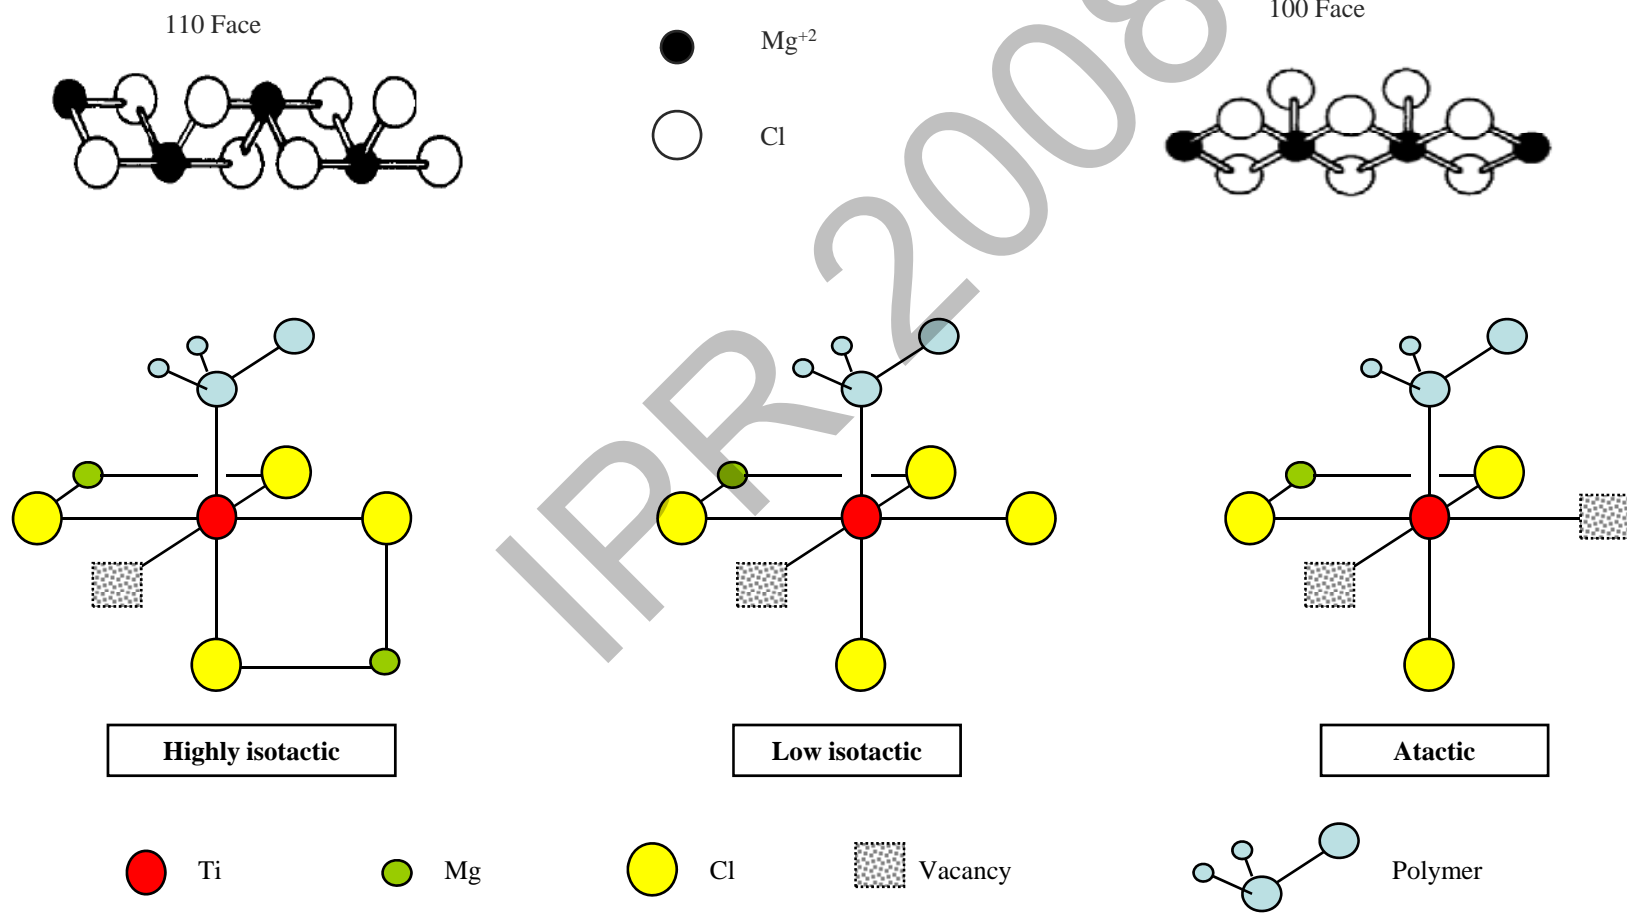 110 Face
Mg+2
100 Face
Cl
IPR 2008
Highly isotactic
Low isotactic
Atactic
Ti
Mg
Cl
Vacancy
Polymer